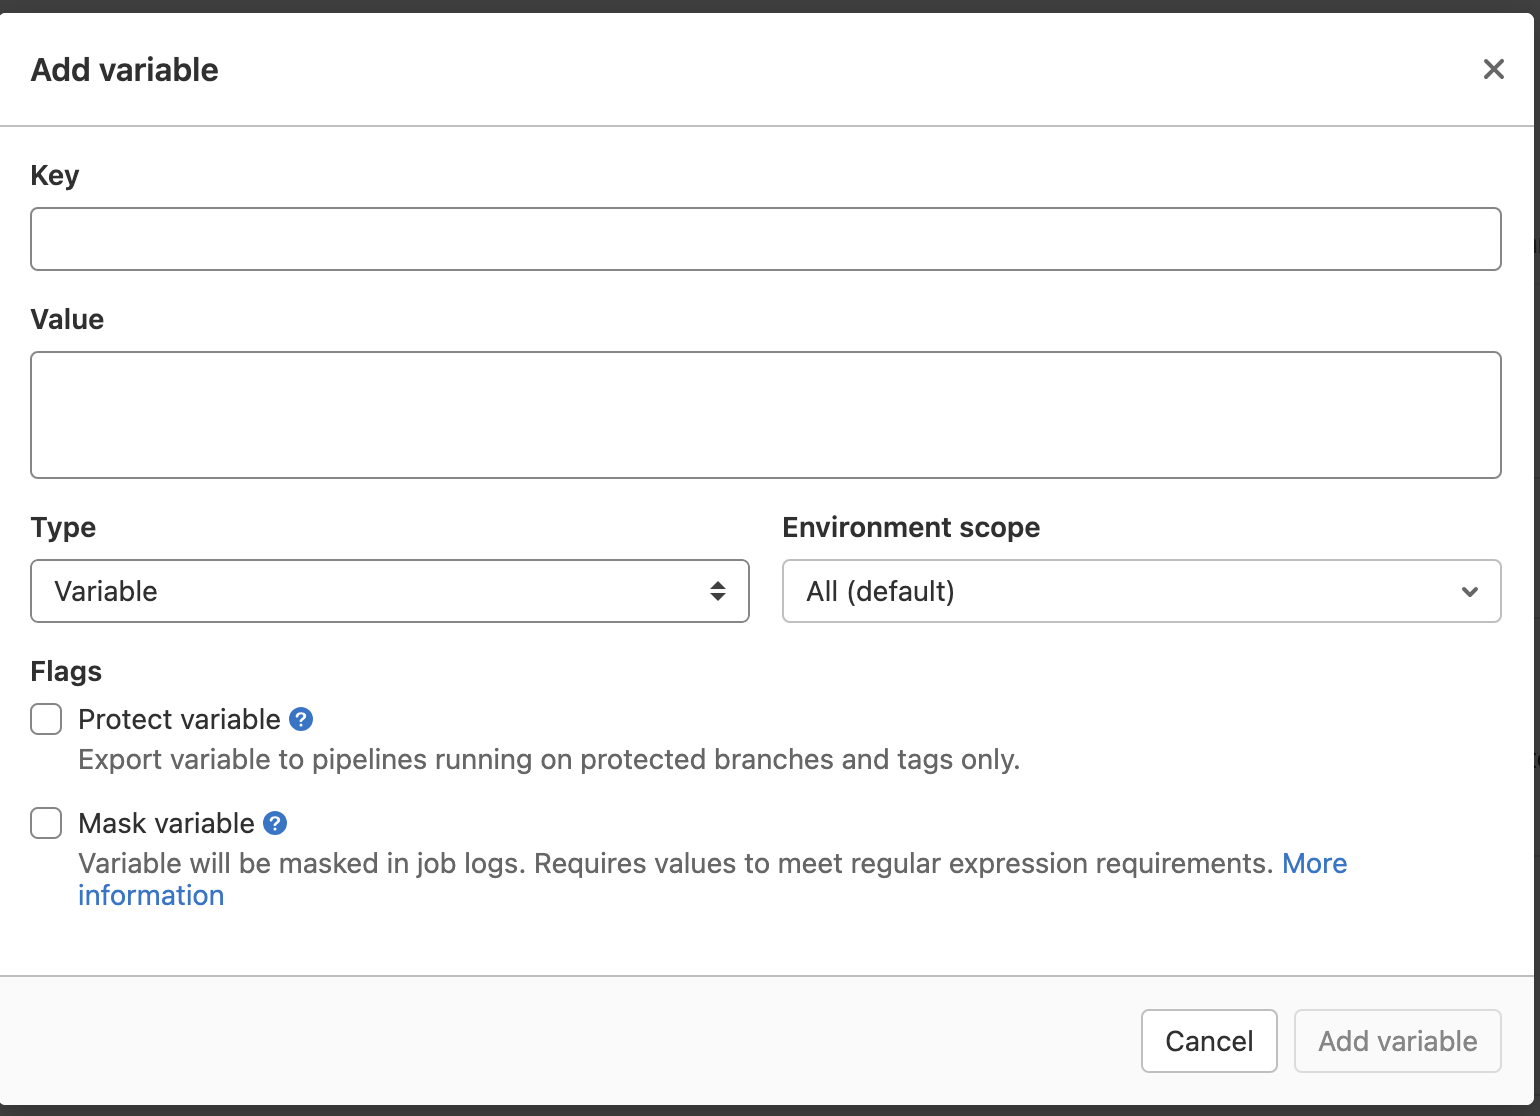 Add variable
Key
Value
Type
Environment scope
Variable
All (default)
Flags
Protect variable
Export variable to pipelines running on protected branches and tags only.
Mask variable
Variable will be masked in job logs. Requires values to meet regular expression requirements. More
information
Cancel
Add variable